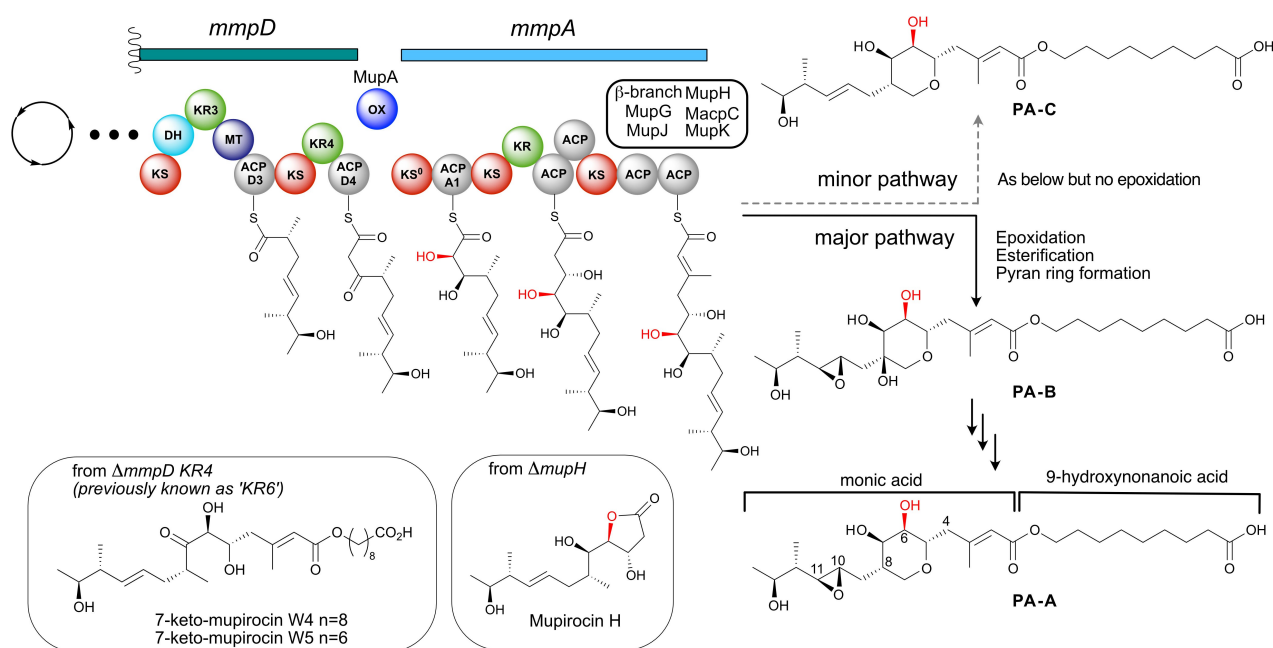 mmpD
mmpA
MupA
OX
KR3
DH
MT
KS
ACP
D3
KS
KR4
ACP
D4
KS⁰
ACP
A1
KS
KR
ACP
ACP
KS
ACP
ACP
β-branch MupH
MupG MacpC
MupJ MupK
S
O
OH
S
O
O
OH
S
O
HO
HO
OH
S
O
OH
HO
HO
OH
S
O
OH
HO
HO
OH
OH
HO
O
O
O
O
OH
OH
PA-C
minor pathway
As below but no epoxidation
major pathway
Epoxidation
Esterification
Pyran ring formation
OH
HO
O
O
O
O
OH
O
OH
OH
PA-B
monic acid
9-hydroxynonanoic acid
OH
HO
4
6
8
10
11
O
O
O
O
OH
O
OH
PA-A
from ΔmmpD KR4
(previously known as 'KR6')
OH
O
OH
O
O
CO₂H
8
OH
7-keto-mupirocin W4 n=8
7-keto-mupirocin W5 n=6
from ΔmupH
O
O
HO
OH
OH
Mupirocin H